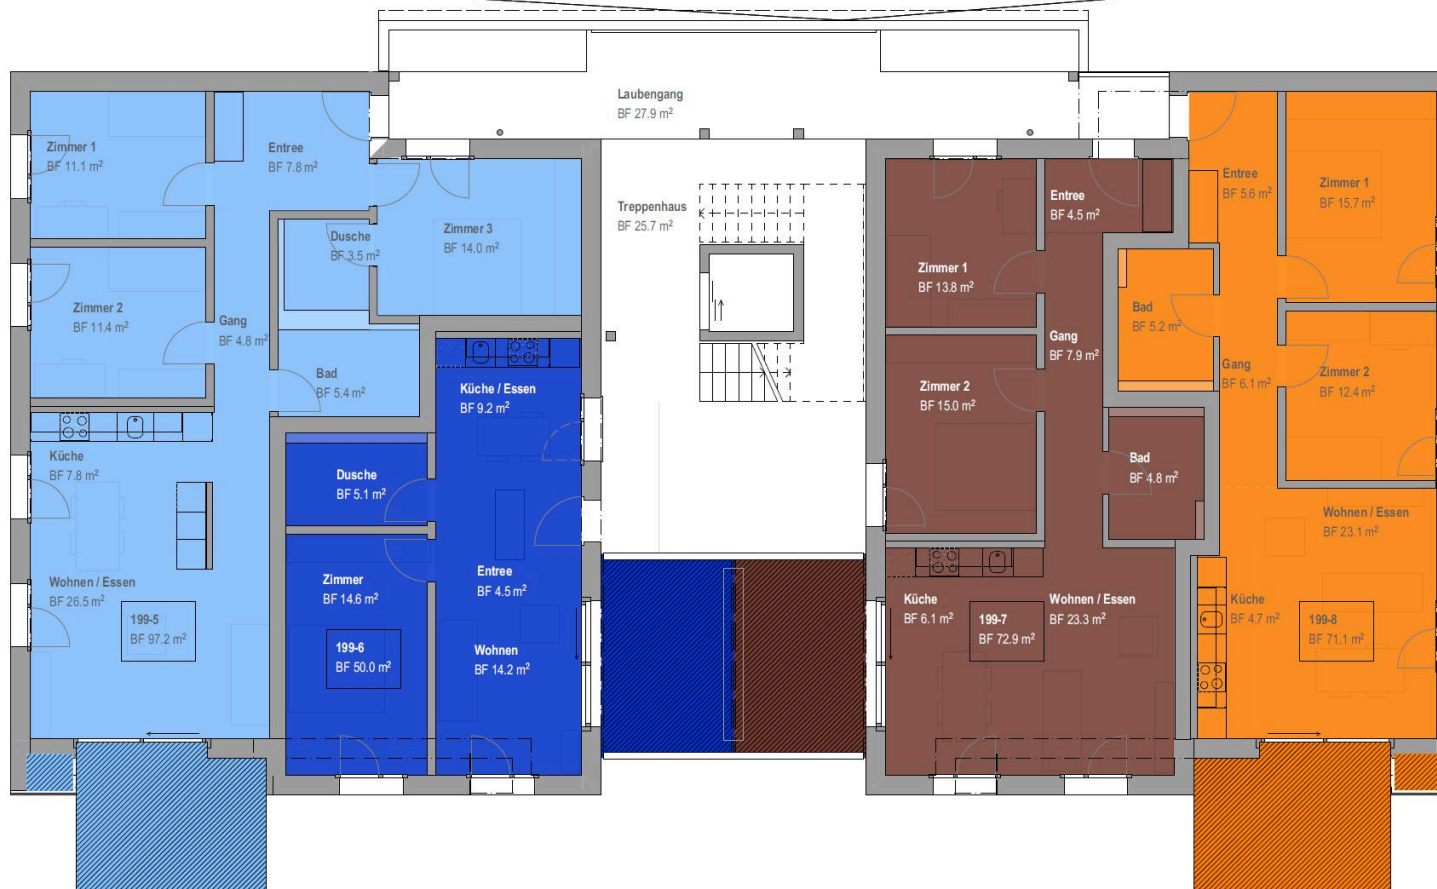 Laubengang
BF 27.9 m²
Treppenhaus
BF 25.7 m²
Zimmer 1
BF 11.1 m²
Entree
BF 7.8 m²
Dusche
BF 3.5 m²
Zimmer 3
BF 14.0 m²
Zimmer 2
BF 11.4 m²
Gang
BF 4.8 m²
Bad
BF 5.4 m²
Küche
BF 7.8 m²
Wohnen / Essen
BF 26.5 m²
199-5
BF 97.2 m²
Küche / Essen
BF 9.2 m²
Dusche
BF 5.1 m²
Zimmer
BF 14.6 m²
Entree
BF 4.5 m²
199-6
BF 50.0 m²
Wohnen
BF 14.2 m²
Entree
BF 4.5 m²
Zimmer 1
BF 13.8 m²
Gang
BF 7.9 m²
Zimmer 2
BF 15.0 m²
Bad
BF 4.8 m²
Küche
BF 6.1 m²
199-7
BF 72.9 m²
Wohnen / Essen
BF 23.3 m²
Entree
BF 5.6 m²
Zimmer 1
BF 15.7 m²
Bad
BF 5.2 m²
Gang
BF 6.1 m²
Zimmer 2
BF 12.4 m²
Wohnen / Essen
BF 23.1 m²
Küche
BF 4.7 m²
199-8
BF 71.1 m²